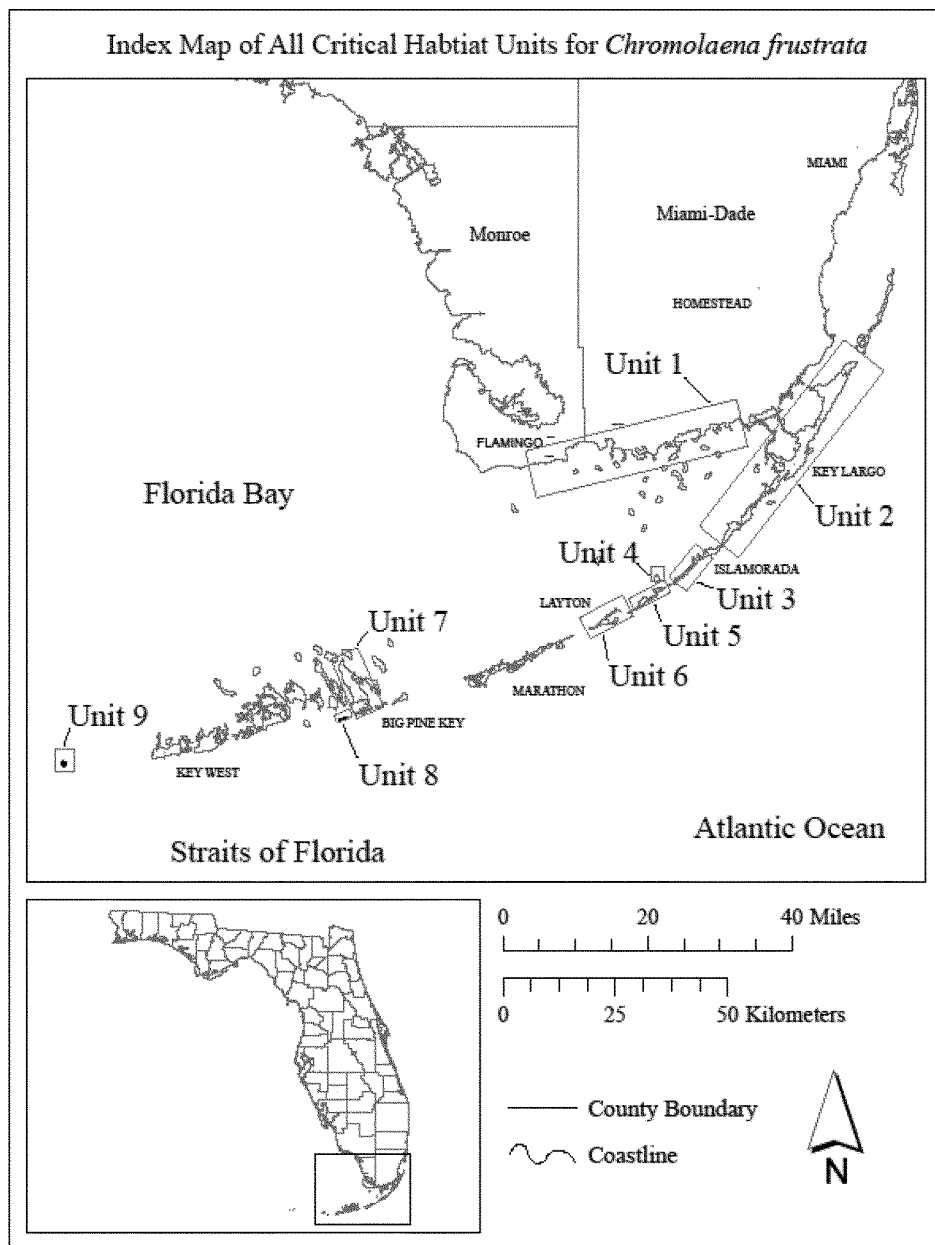 Index Map of All Critical Habtiat Units for Chromolaena frustrata
MIAMI
Miami-Dade
Monroe
HOMESTEAD
Unit 1
FLAMINGO
KEY LARGO
Florida Bay
Unit 2
Unit 4
ISLAMORADA
LAYTON
Unit 3
Unit 7
Unit 5
Unit 6
MARATHON
Unit 9
BIG PINE KEY
KEY WEST
Unit 8
Atlantic Ocean
Straits of Florida
0 20 40 Miles
0 25 50 Kilometers
County Boundary
Coastline
N